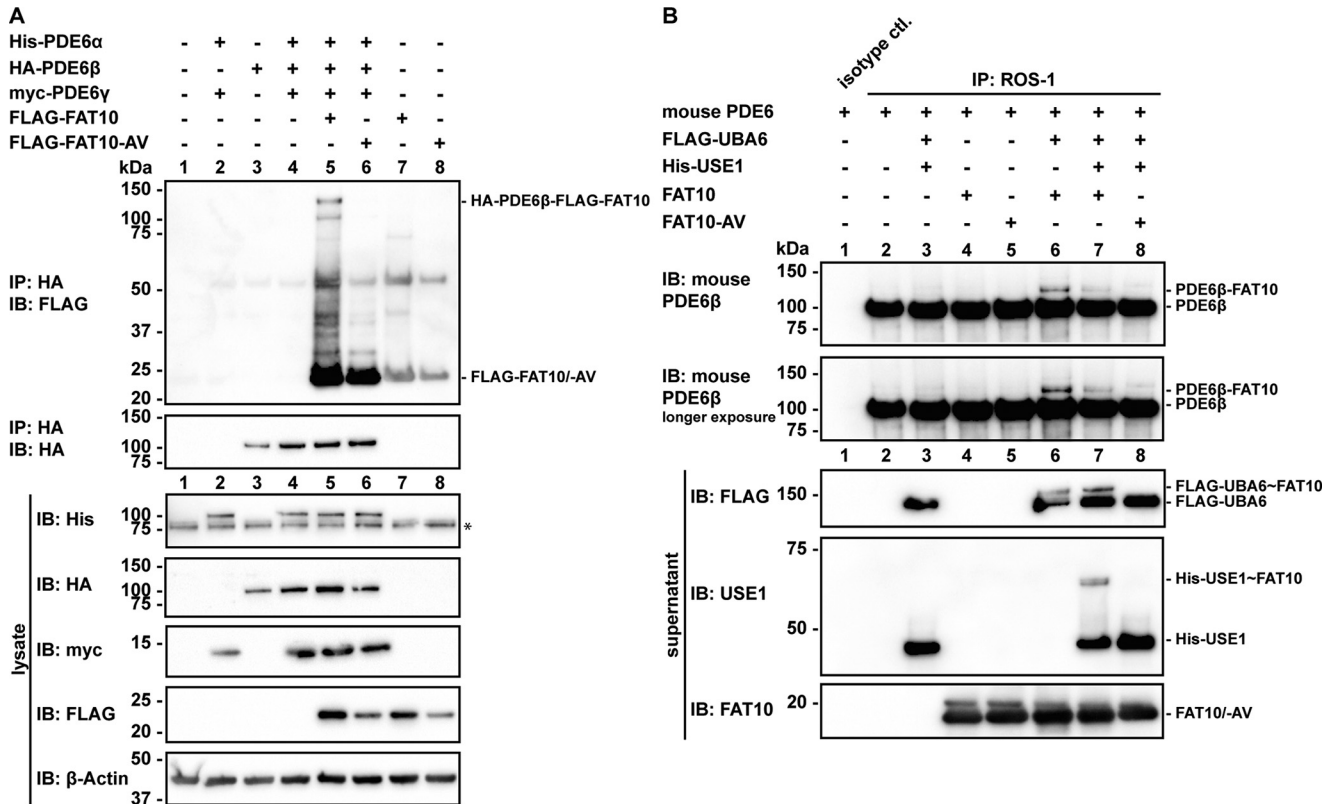 A
His-PDE6α - + - + + + - -
HA-PDE6β - - + + + + - -
myc-PDE6γ - + - + + + - -
FLAG-FAT10 - - - - + - + -
FLAG-FAT10-AV - - - - - + - +
kDa 1 2 3 4 5 6 7 8
150 -
100 -
75 -
50 -
37 -
25 -
20 -
IP: HA
IB: FLAG
- HA-PDE6β-FLAG-FAT10
- FLAG-FAT10/-AV
IP: HA
IB: HA
150 -
100 -
75 -
1 2 3 4 5 6 7 8
lysate
IB: His
100 -
75 -
*
IB: HA
150 -
100 -
75 -
IB: myc
15 -
IB: FLAG
25 -
20 -
IB: β-Actin
50 -
37 -
B
isotype ctl.
IP: ROS-1
mouse PDE6 + + + + + + + +
FLAG-UBA6 - - + - - + + +
His-USE1 - - + - - - + +
FAT10 - - - + - + + -
FAT10-AV - - - - + - - +
kDa 1 2 3 4 5 6 7 8
IB: mouse
PDE6β
150 -
100 -
75 -
- PDE6β-FAT10
- PDE6β
IB: mouse
PDE6β
longer exposure
150 -
100 -
75 -
- PDE6β-FAT10
- PDE6β
1 2 3 4 5 6 7 8
supernatant
IB: FLAG
150 -
- FLAG-UBA6~FAT10
- FLAG-UBA6
IB: USE1
75 -
50 -
- His-USE1~FAT10
- His-USE1
IB: FAT10
20 -
- FAT10/-AV